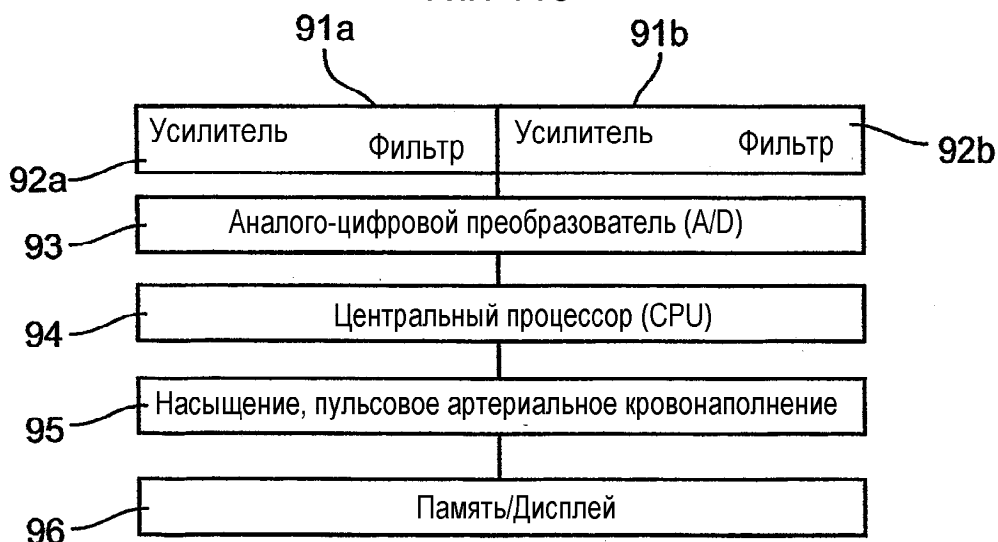 91a 91b
Усилитель Фильтр Усилитель Фильтр
92a 92b
93 Аналого-цифровой преобразователь (A/D)
94 Центральный процессор (CPU)
95 Насыщение, пульсовое артериальное кровонаполнение
96 Память/Дисплей